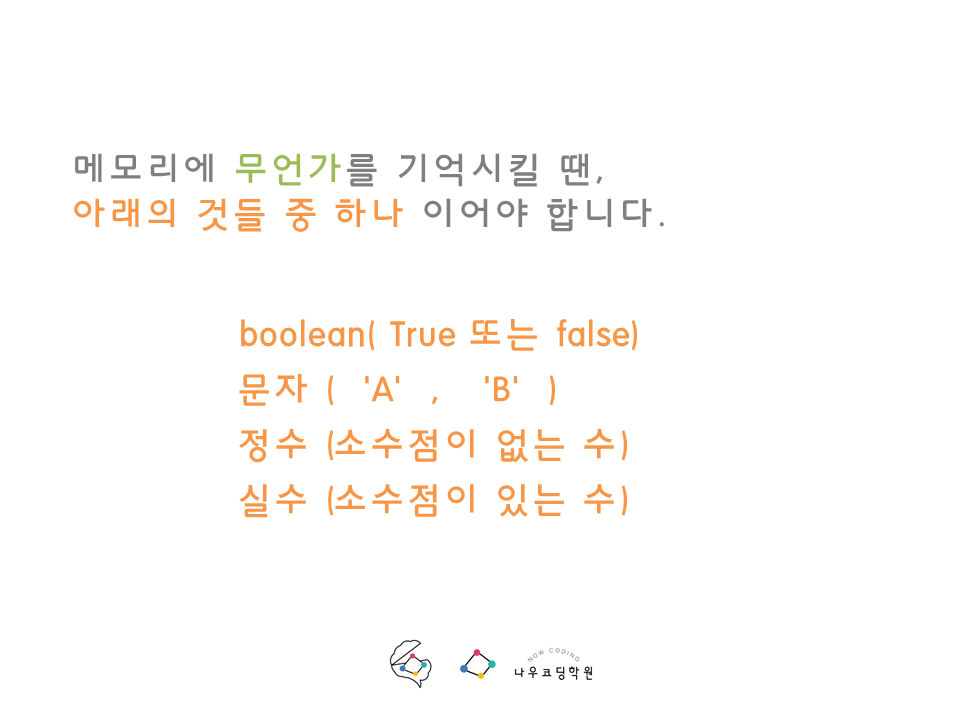 메모리에 무언가를 기억시킬 땐,
아래의 것들 중 하나 이어야 합니다.
boolean( True 또는 false)
문자 ( 'A' , 'B' )
정수 (소수점이 없는 수)
실수 (소수점이 있는 수)
NOW CODING
나우코딩학원